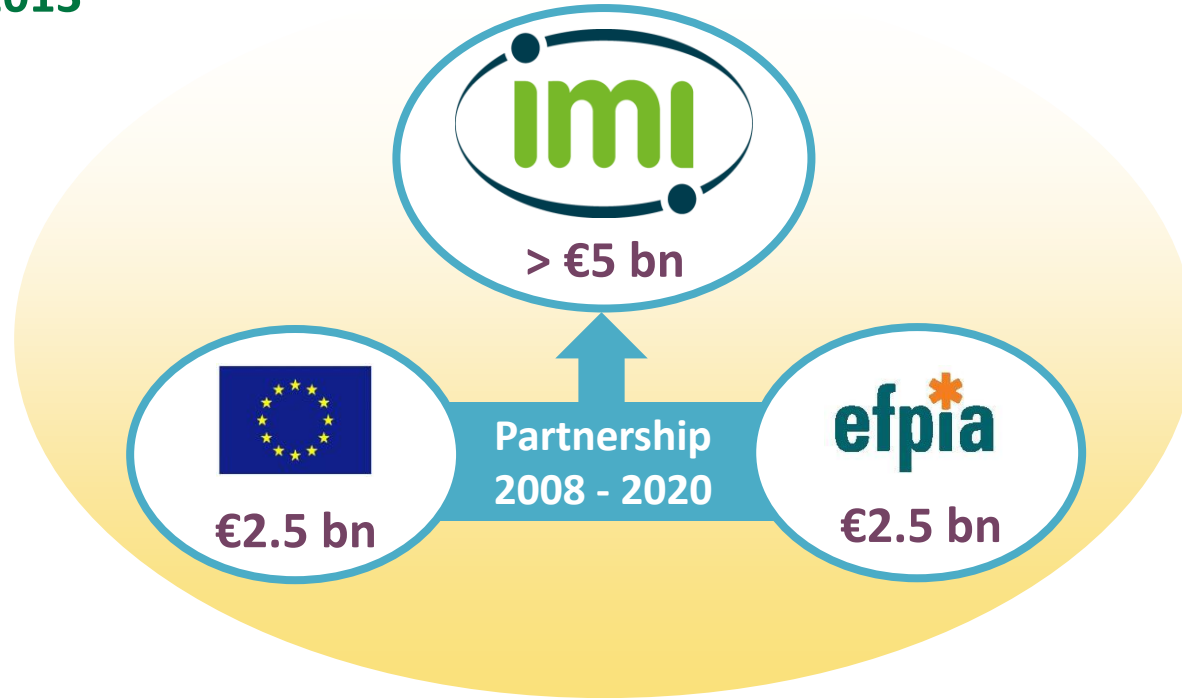 imi
> €5 bn
Partnership
2008 - 2020
€2.5 bn
efpia
€2.5 bn